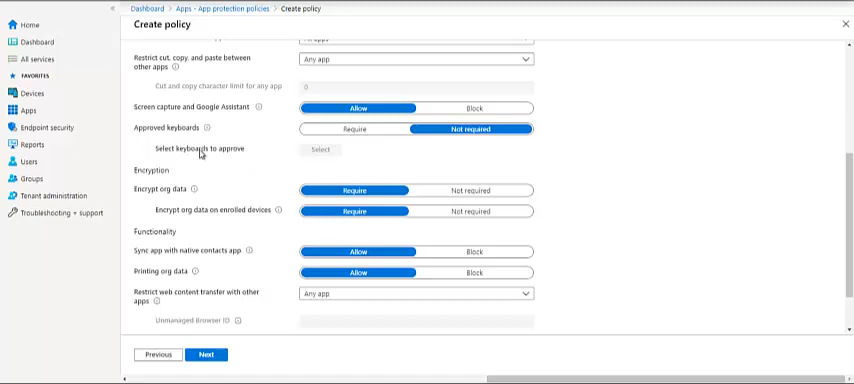 Dashboard > Apps - App protection policies > Create policy
Create policy
Home
Dashboard
All services
FAVORITES
Devices
Apps
Endpoint security
Reports
Users
Groups
Tenant administration
Troubleshooting + support
Restrict cut, copy, and paste between
other apps
Any app
Cut and copy character limit for any app
0
Screen capture and Google Assistant
Allow Block
Approved keyboards
Require Not required
Select keyboards to approve
Select
Encryption
Encrypt org data
Require Not required
Encrypt org data on enrolled devices
Require Not required
Functionality
Sync app with native contacts app
Allow Block
Printing org data
Allow Block
Restrict web content transfer with other
apps
Any app
Unmanaged Browser ID
Previous Next